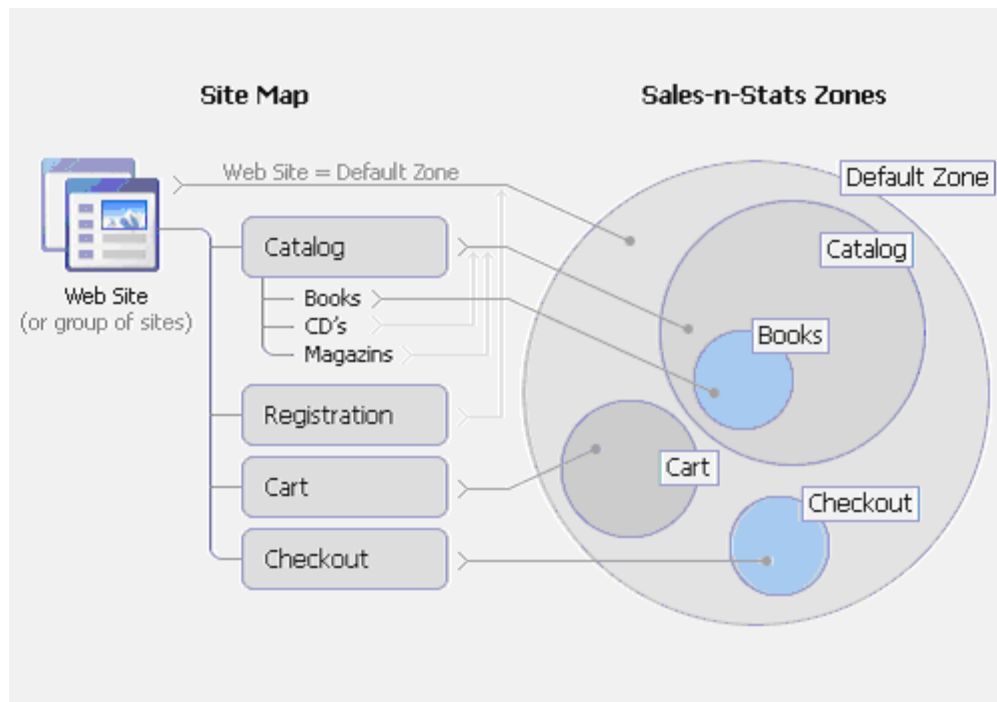 Site Map
Sales-n-Stats Zones
Web Site = Default Zone
Default Zone
Catalog
Catalog
Web Site
(or group of sites)
Books
CD's
Magazins
Books
Registration
Cart
Cart
Checkout
Checkout